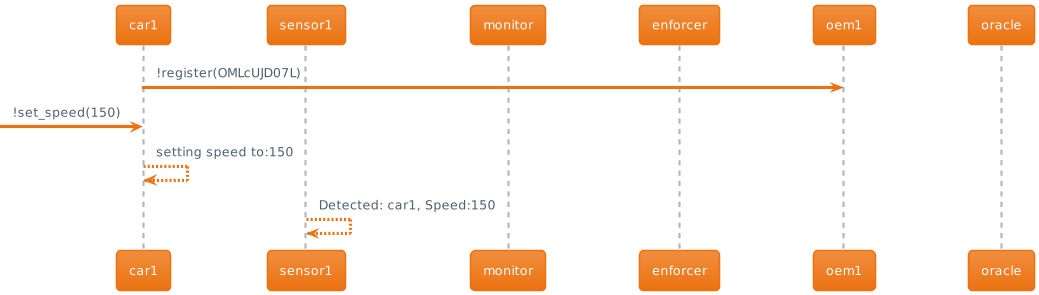 car1 sensor1 monitor enforcer oem1 oracle
!register(OMLcUJD07L)
!set_speed(150)
setting speed to:150
Detected: car1, Speed:150
car1 sensor1 monitor enforcer oem1 oracle